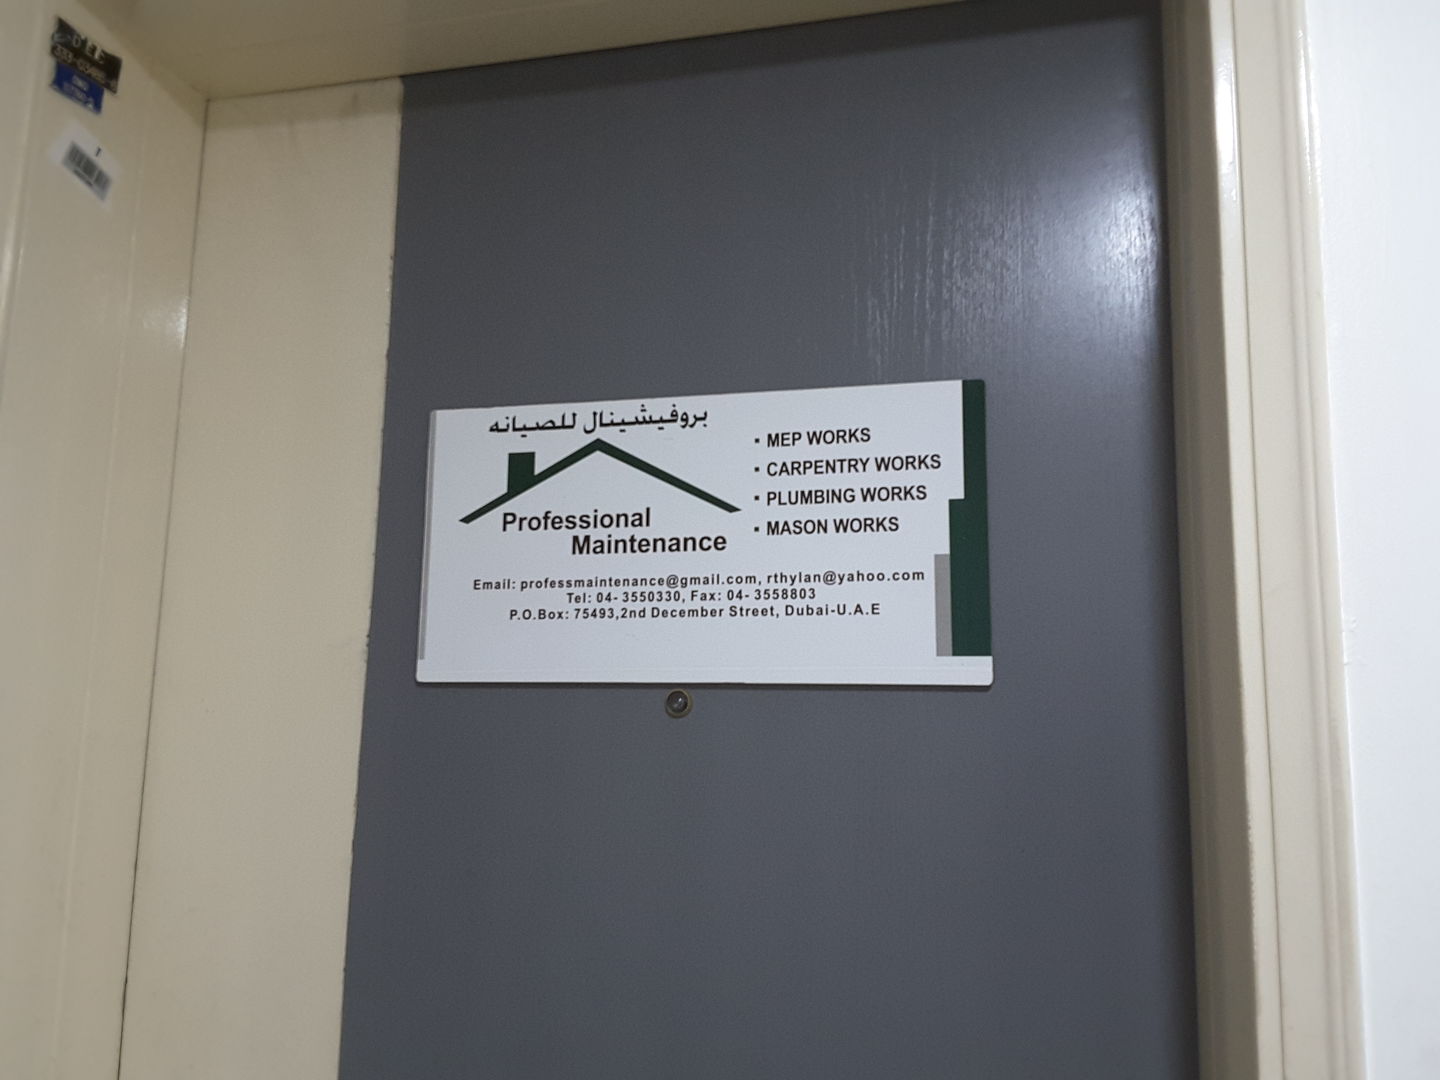 بروفيشينال للصيانه
Professional
Maintenance
▪ MEP WORKS
▪ CARPENTRY WORKS
▪ PLUMBING WORKS
▪ MASON WORKS
Email: professmaintenance@gmail.com, rthylan@yahoo.com
Tel: 04- 3550330, Fax: 04- 3558803
P.O.Box: 75493,2nd December Street, Dubai-U.A.E